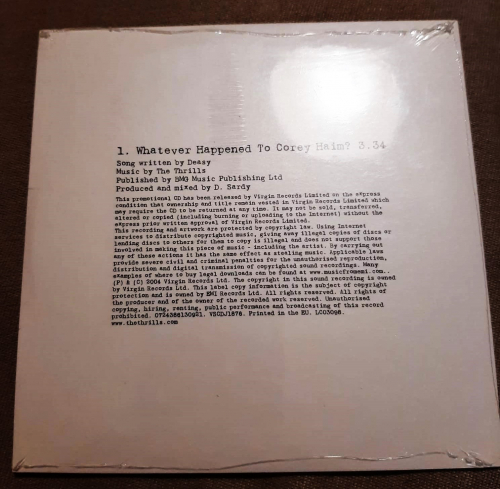 1. Whatever Happened To Corey Haim? 3.34
Song written by Deasy
Music by The Thrills
Published by BMG Music Publishing Ltd
Produced and mixed by D. Sardy
This promotional CD has been released by Virgin Records Limited on the express
condition that ownership and title remain vested in Virgin Records Limited which
may require the CD to be returned at any time. It may not be sold, transferred,
altered or copied (including burning or uploading to the Internet) without the
express prior written approval of Virgin Records Limited.
This recording and artwork are protected by copyright law. Using Internet
services to distribute copyrighted music, giving away illegal copies of discs or
lending discs to others for them to copy is illegal and does not support those
involved in making this piece of music - including the artist. By carrying out
any of these actions it has the same effect as stealing music. Applicable laws
provide severe civil and criminal penalties for the unauthorised reproduction,
distribution and digital transmission of copyrighted sound recordings. Many
examples of where to buy legal downloads can be found at www.musicfromemi.com.
(P) & (C) 2004 Virgin Records Ltd. The copyright in this sound recording is owned
by Virgin Records Ltd. This label copy information is the subject of copyright
protection and is owned by EMI Records Ltd. All rights reserved. All rights of
the producer and of the owner of the recorded work reserved. Unauthorised
copying, hiring, renting, public performance and broadcasting of this record
prohibited. VSCDJ1876. Printed in the EU. LC03098.
www.thethrills.com